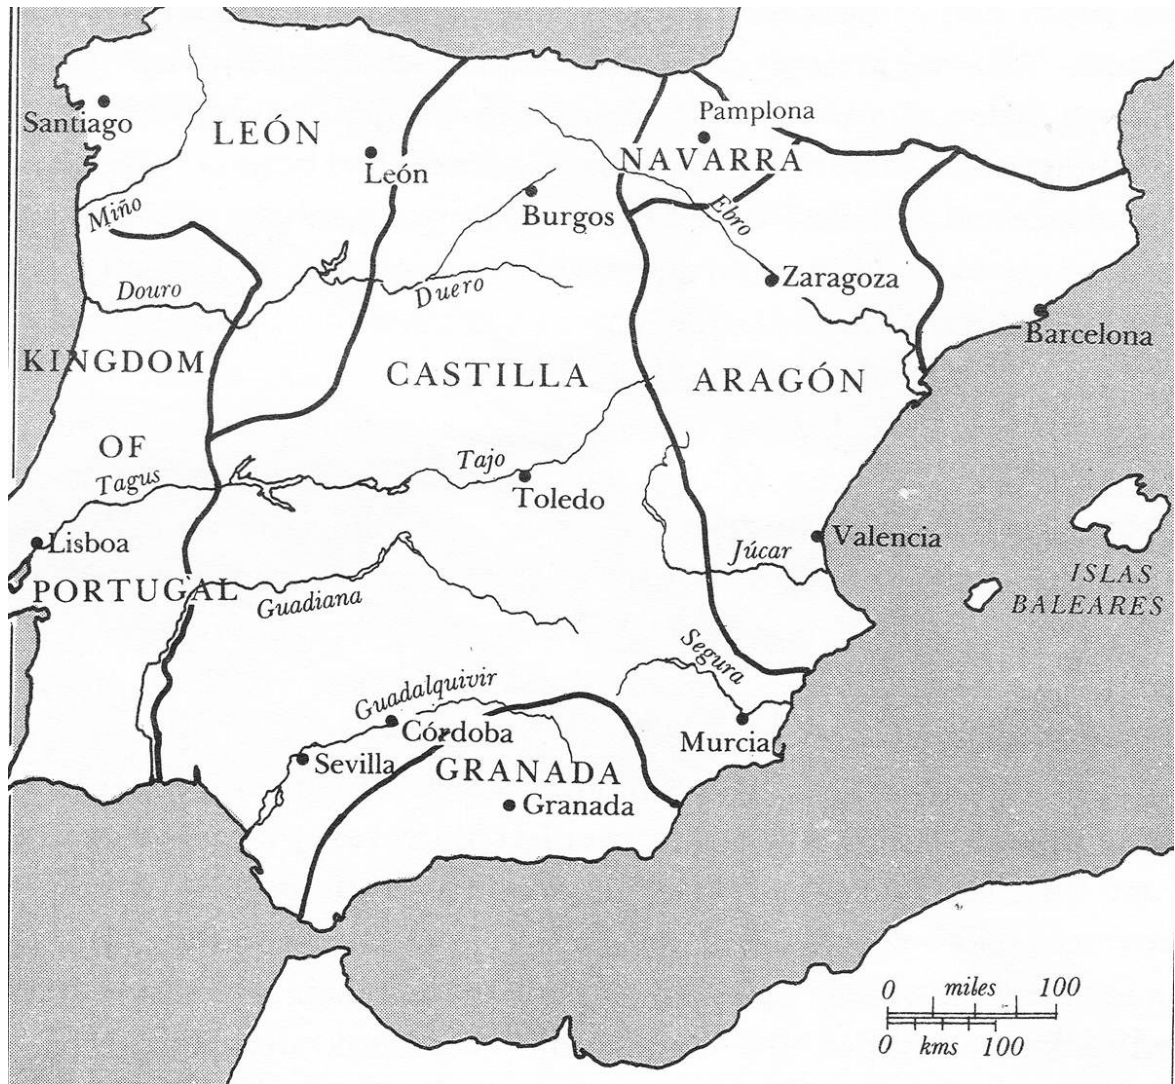 Santiago
LEÓN
León
Pamplona
NAVARRA
Miño
Burgos
Ebro
Douro
Duero
Zaragoza
Barcelona
KINGDOM
OF
PORTUGAL
CASTILLA
ARAGÓN
Tagus
Tajo
Toledo
Lisboa
Júcar
Valencia
ISLAS
BALEARES
Guadiana
Segura
Guadalquivir
Córdoba
Murcia
Sevilla
GRANADA
Granada
0 miles 100
0 kms 100